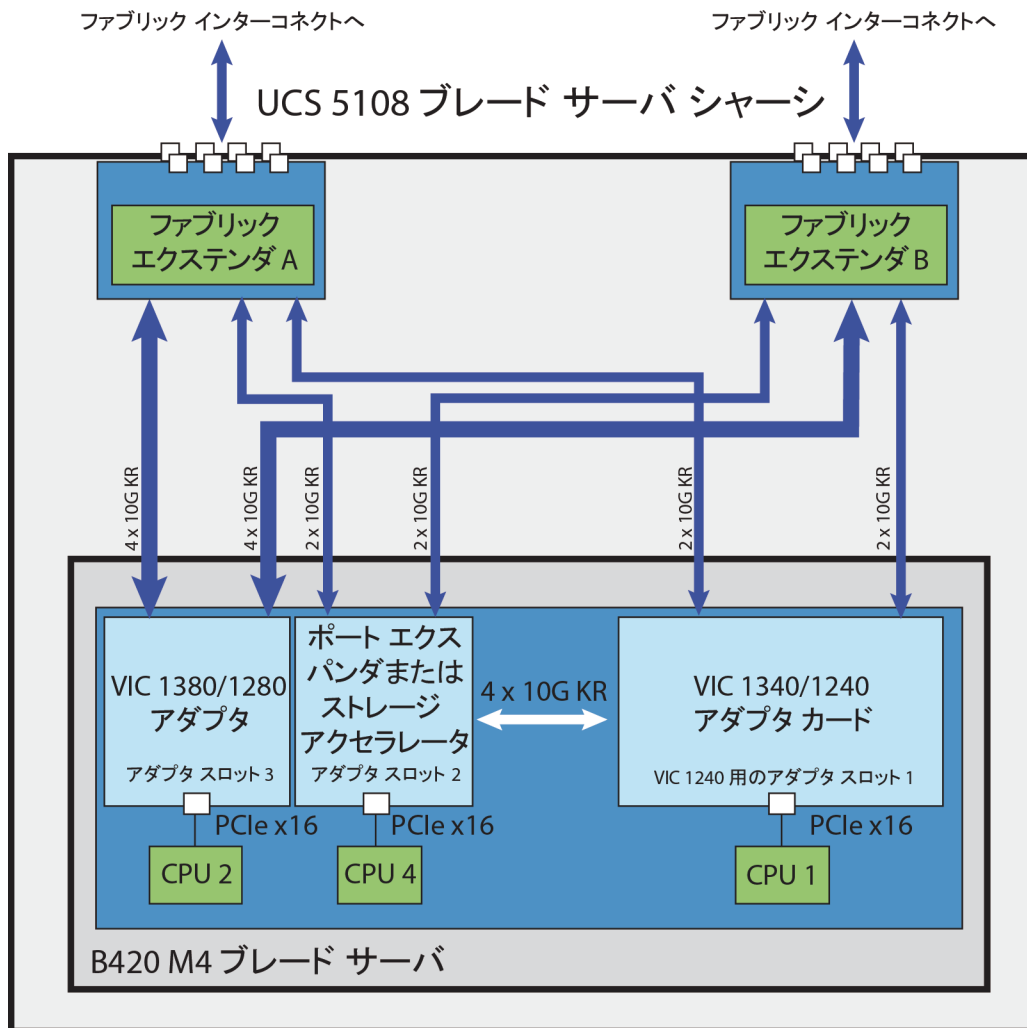 ファブリック インターコネクトへ
ファブリック インターコネクトへ
UCS 5108 ブレード サーバ シャーシ
ファブリック
エクステンダ A
ファブリック
エクステンダ B
4 x 10G KR
4 x 10G KR
2 x 10G KR
2 x 10G KR
2 x 10G KR
2 x 10G KR
VIC 1380/1280
アダプタ
アダプタ スロット 3
ポート エクス
パンダまたは
ストレージ
アクセラレータ
アダプタ スロット 2
4 x 10G KR
VIC 1340/1240
アダプタ カード
VIC 1240 用のアダプタ スロット 1
PCIe x16
PCIe x16
PCIe x16
CPU 2
CPU 4
CPU 1
B420 M4 ブレード サーバ